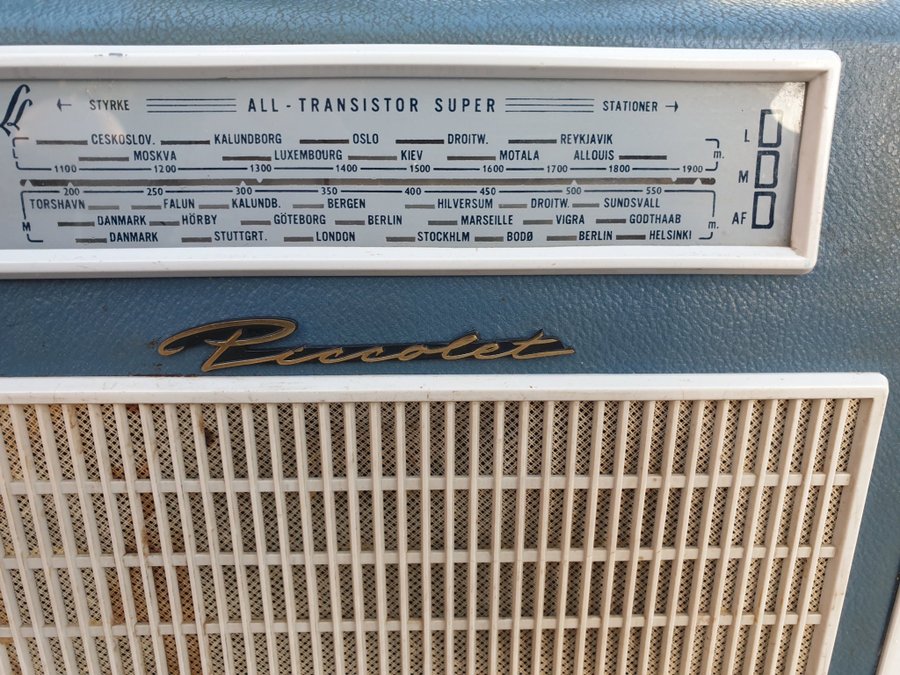 ← STYRKE ALL-TRANSISTOR SUPER STATIONER →
CESKOSLOV. KALUNDBORG OSLO DROITW. REYKJAVIK
L MOSKVA LUXEMBOURG KIEV MOTALA ALLOUIS m.
1100 1200 1300 1400 1500 1600 1700 1800 1900
200 250 300 350 400 450 500 550
TORSHAVN FALUN KALUNDB. BERGEN HILVERSUM DROITW. SUNDSVALL
M DANMARK HÖRBY GÖTEBORG BERLIN MARSEILLE VIGRA GODTHAAB m.
DANMARK STUTTGRT. LONDON STOCKHLM BODØ BERLIN HELSINKI
L
M
AF
Piccolet